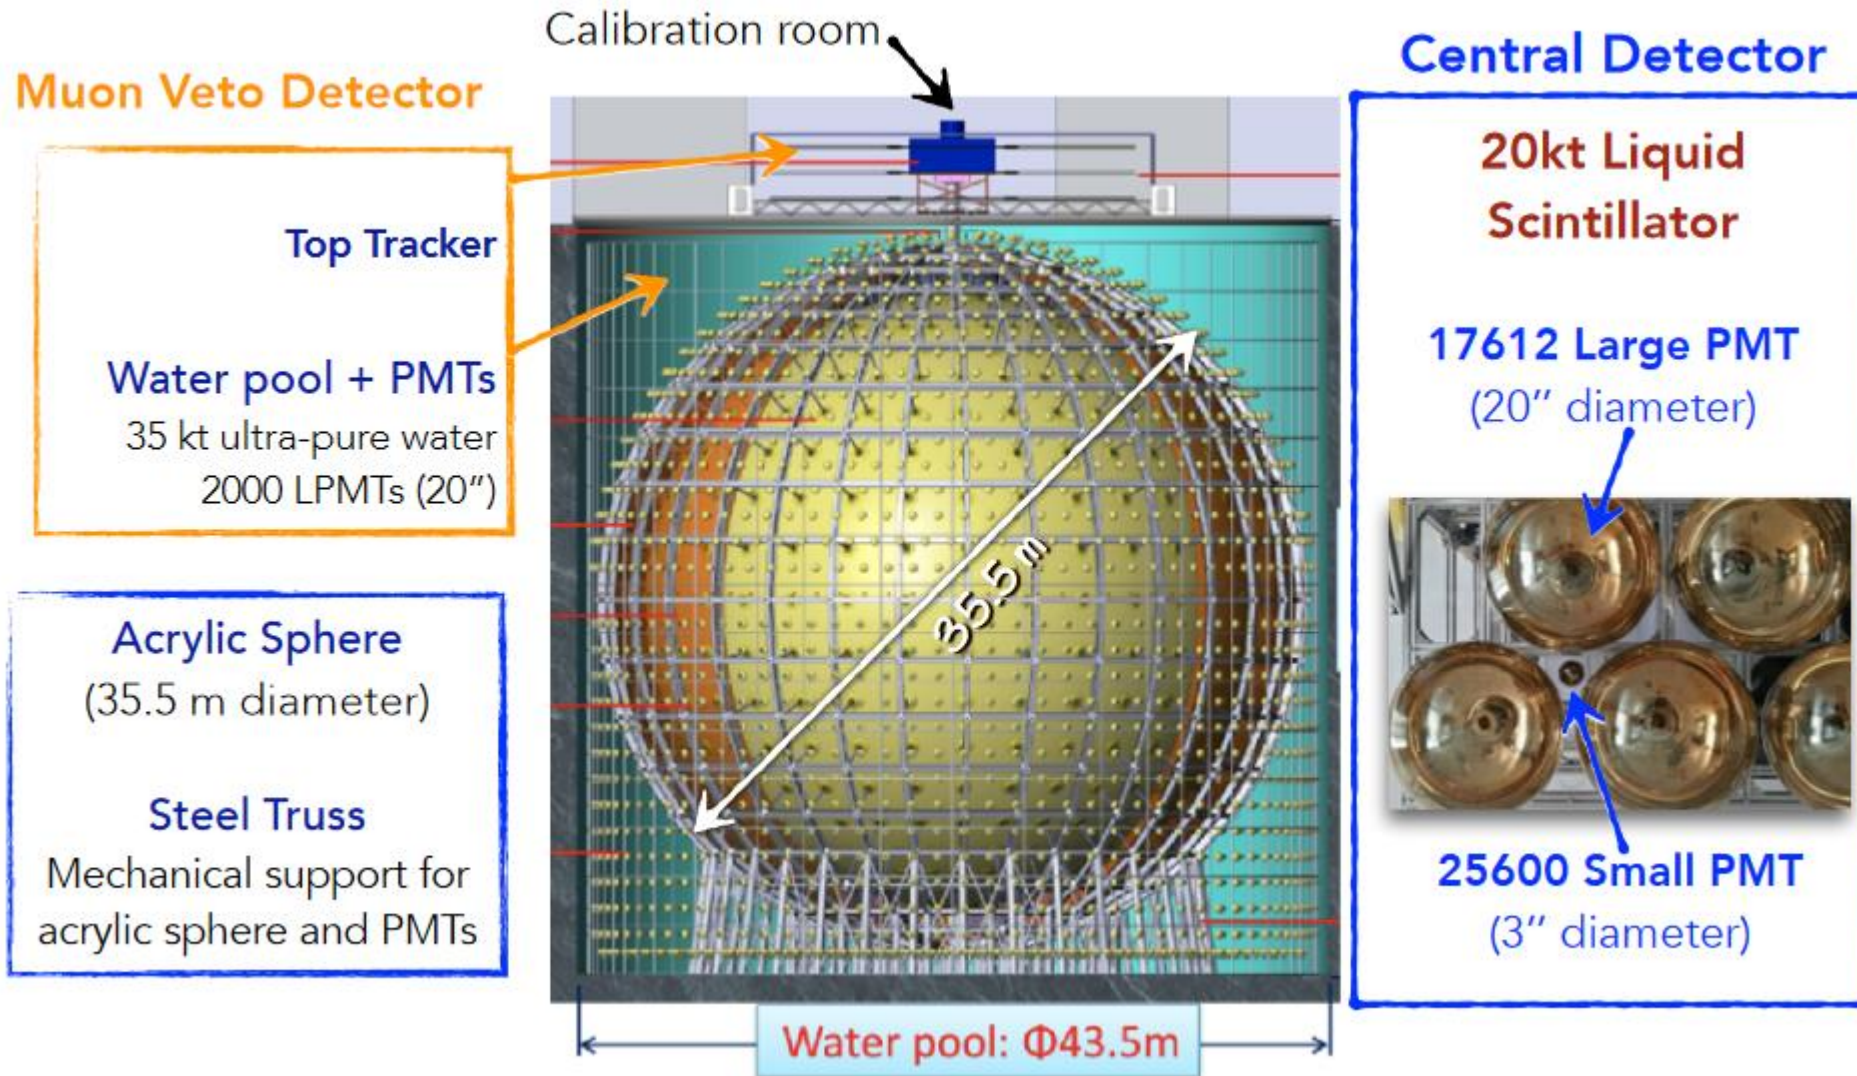 Calibration room
Muon Veto Detector
Top Tracker
Water pool + PMTs
35 kt ultra-pure water
2000 LPMTs (20")
Acrylic Sphere
(35.5 m diameter)
Steel Truss
Mechanical support for
acrylic sphere and PMTs
35.5 m
Water pool: Φ43.5m
Central Detector
20kt Liquid
Scintillator
17612 Large PMT
(20" diameter)
25600 Small PMT
(3" diameter)